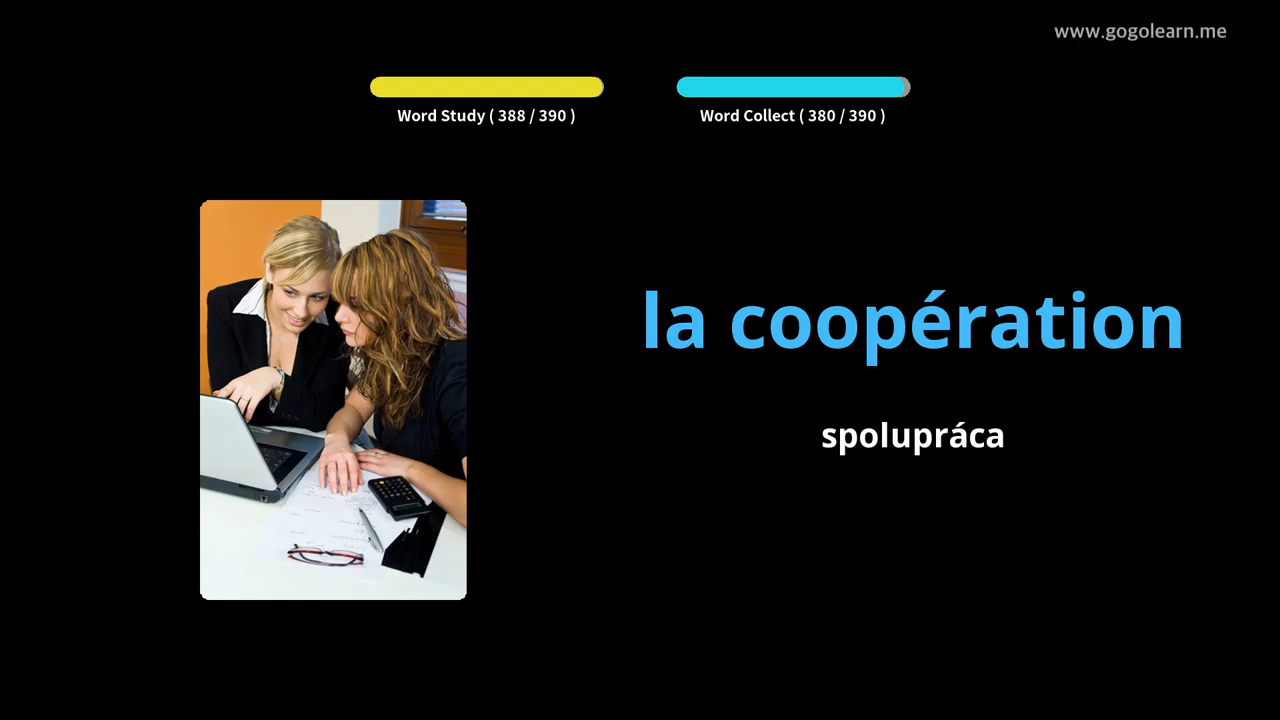 www.gogolearn.me
Word Study ( 388 / 390 )
Word Collect ( 380 / 390 )
la coopération
spolupráca